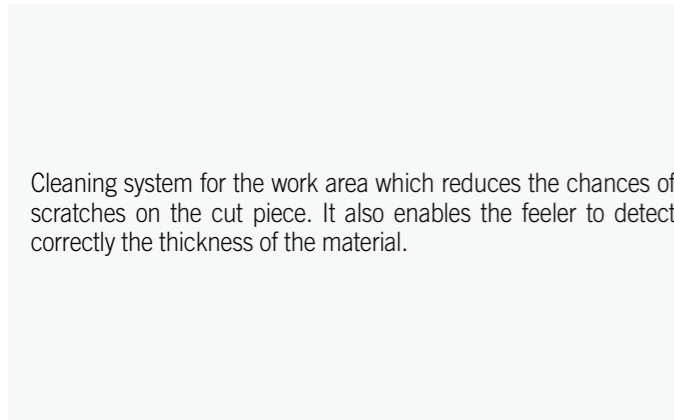 Cleaning system for the work area which reduces the chances of
scratches on the cut piece. It also enables the feeler to detect
correctly the thickness of the material.